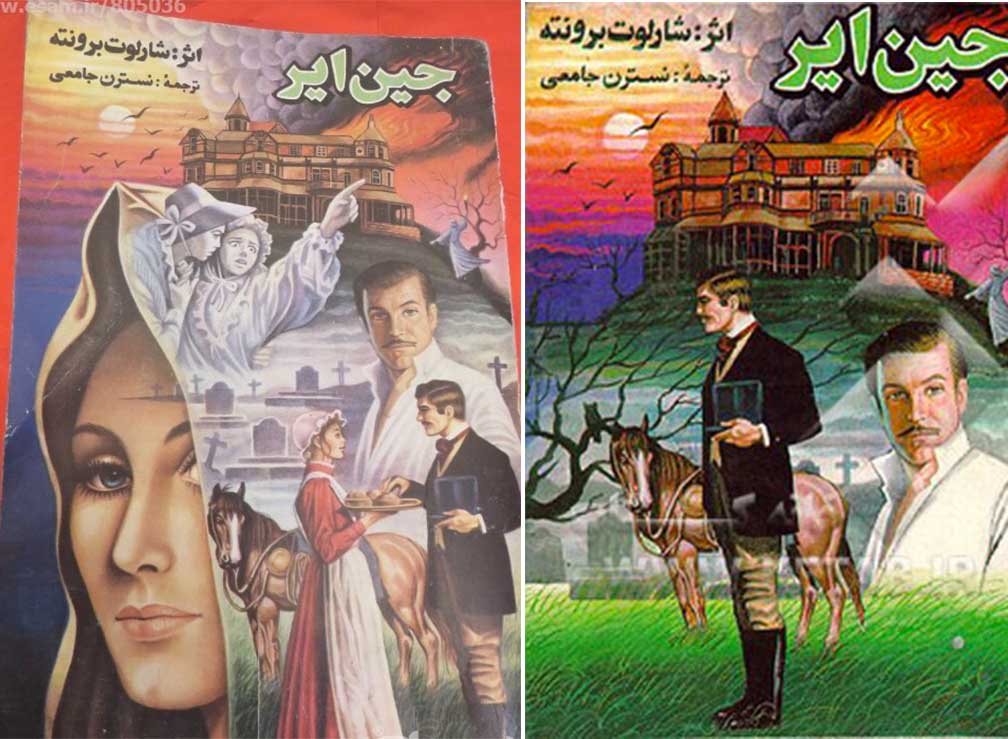 w.esam.ir/805036
اثر: شارلوت برونته
جین ایر
ترجمهٔ: نسترن جامعی
اثر: شارلوت برونته
جین ایر
ترجمهٔ: نسترن جامعی